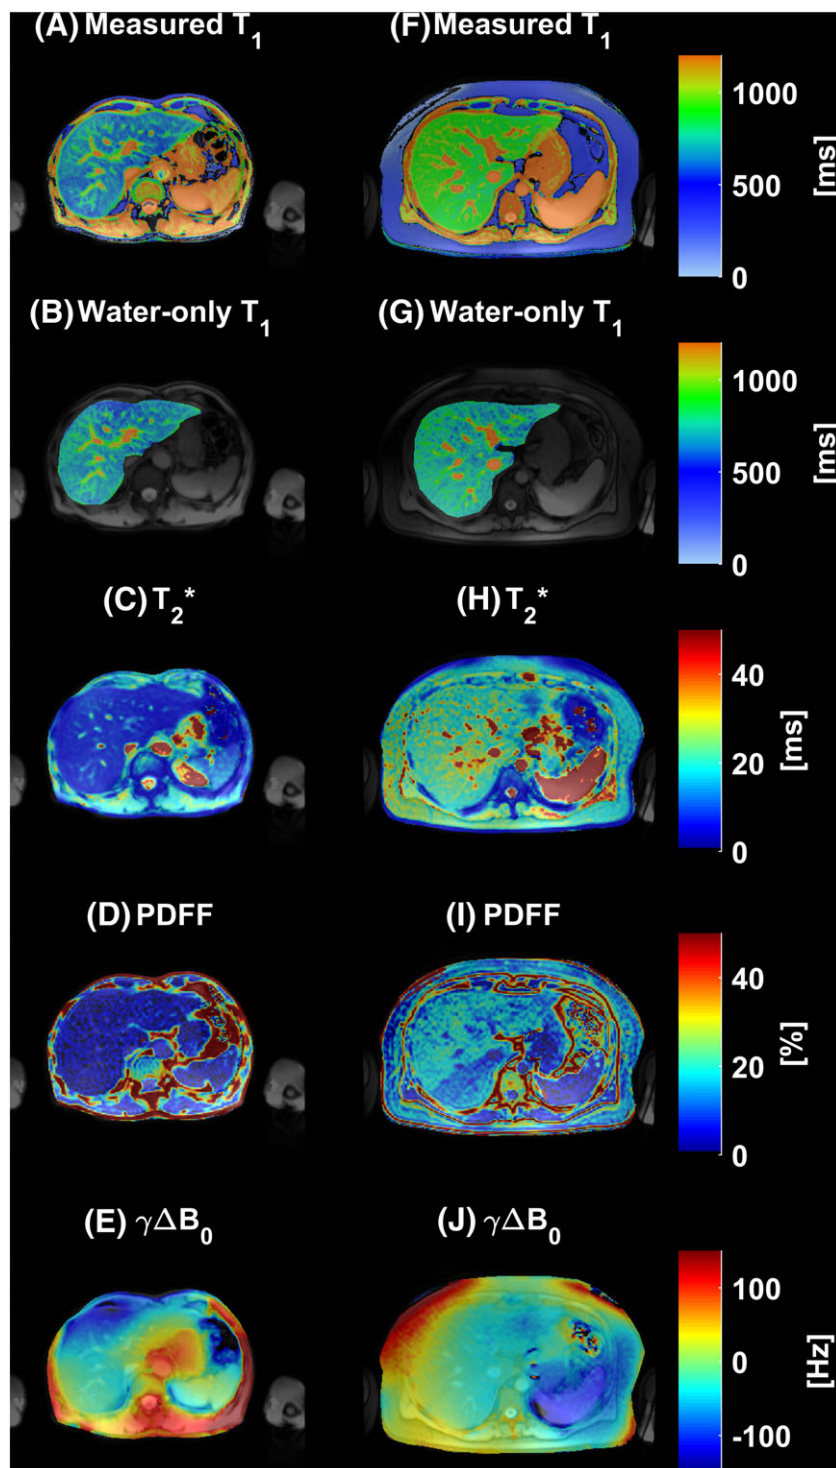 (A) Measured T1 (F) Measured T1
1000
500
0
[ms]
(B) Water-only T1 (G) Water-only T1
1000
500
0
[ms]
(C) T2* (H) T2*
40
20
0
[ms]
(D) PDFF (I) PDFF
40
20
0
[%]
(E) γΔB0 (J) γΔB0
100
0
-100
[Hz]